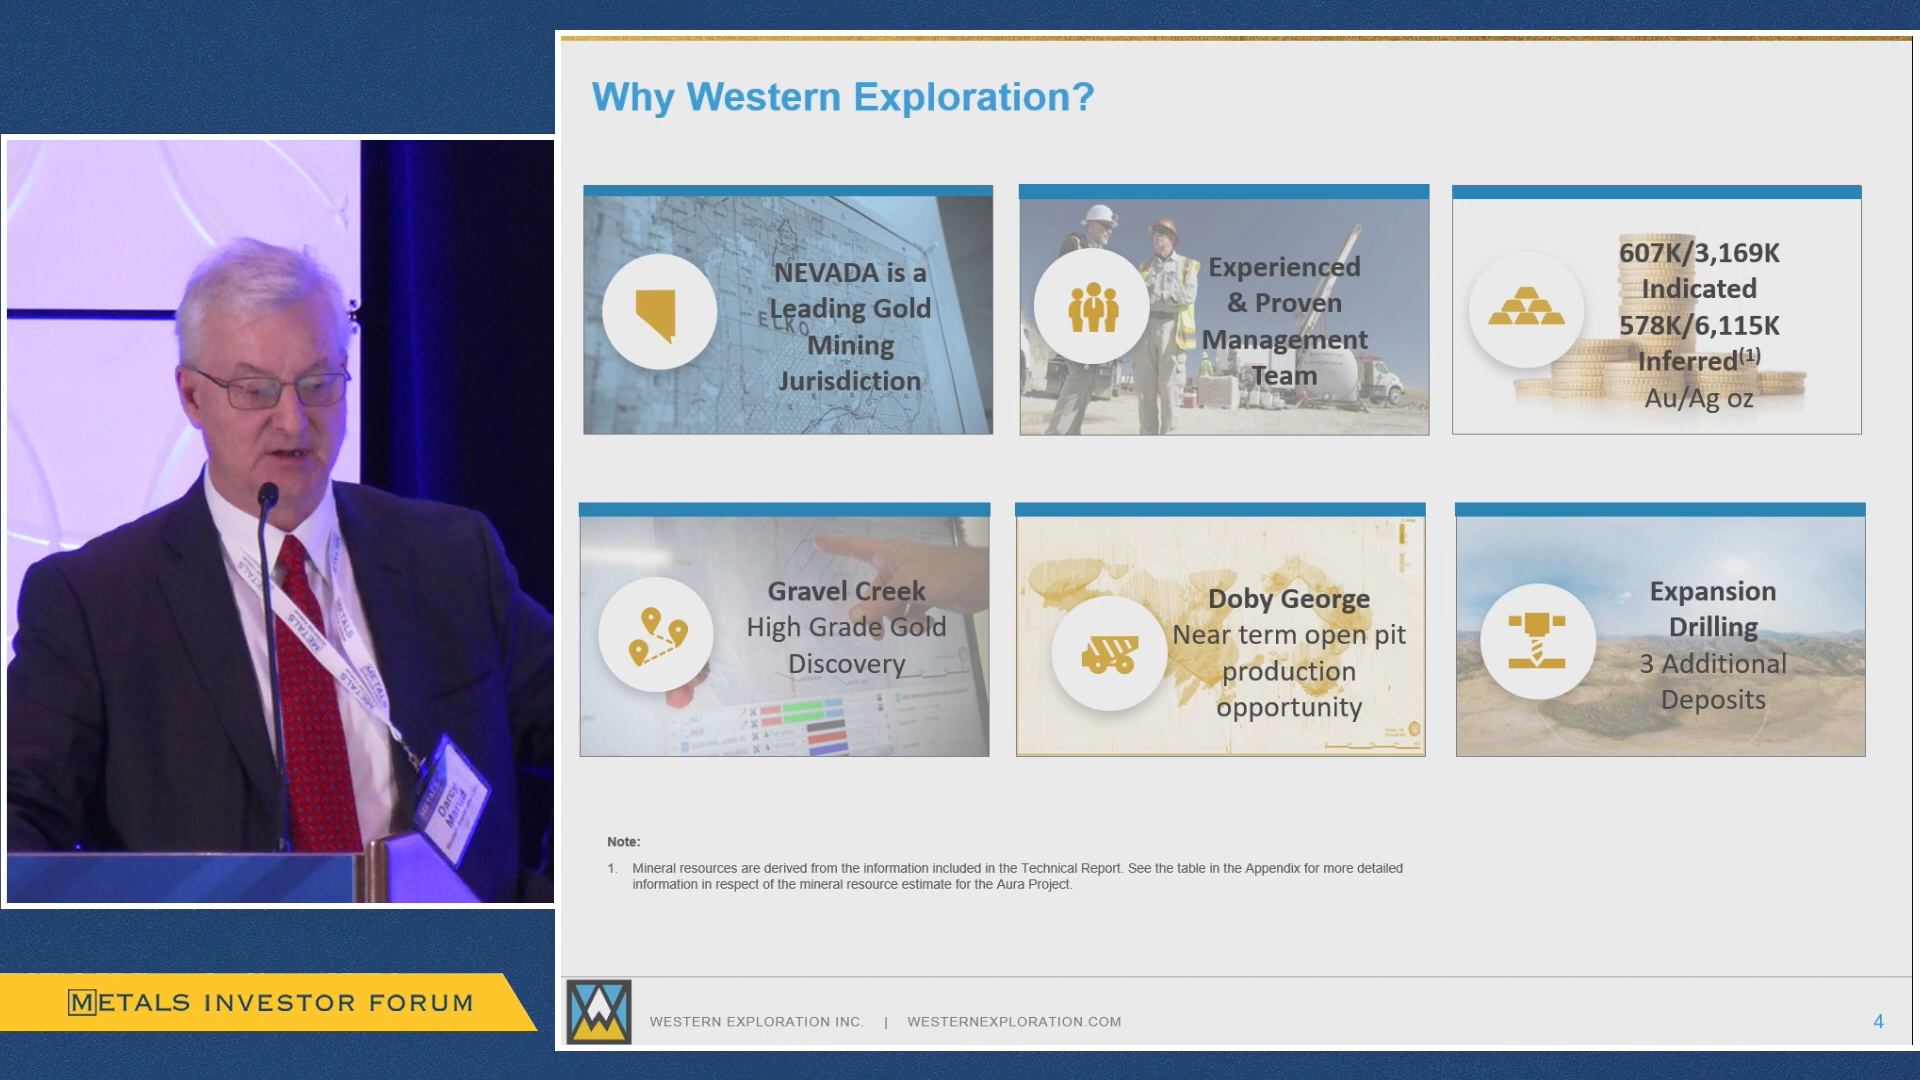 Why Western Exploration?
NEVADA is a
Leading Gold
Mining
Jurisdiction
ELKO
Experienced
& Proven
Management
Team
607K/3,169K
Indicated
578K/6,115K
Inferred(1)
Au/Ag oz
Gravel Creek
High Grade Gold
Discovery
Doby George
Near term open pit
production
opportunity
Expansion
Drilling
3 Additional
Deposits
Note:
1. Mineral resources are derived from the information included in the Technical Report. See the table in the Appendix for more detailed
information in respect of the mineral resource estimate for the Aura Project.
WESTERN EXPLORATION INC. | WESTERNEXPLORATION.COM
4
METALS INVESTOR FORUM
METALS
Darcy
Marud